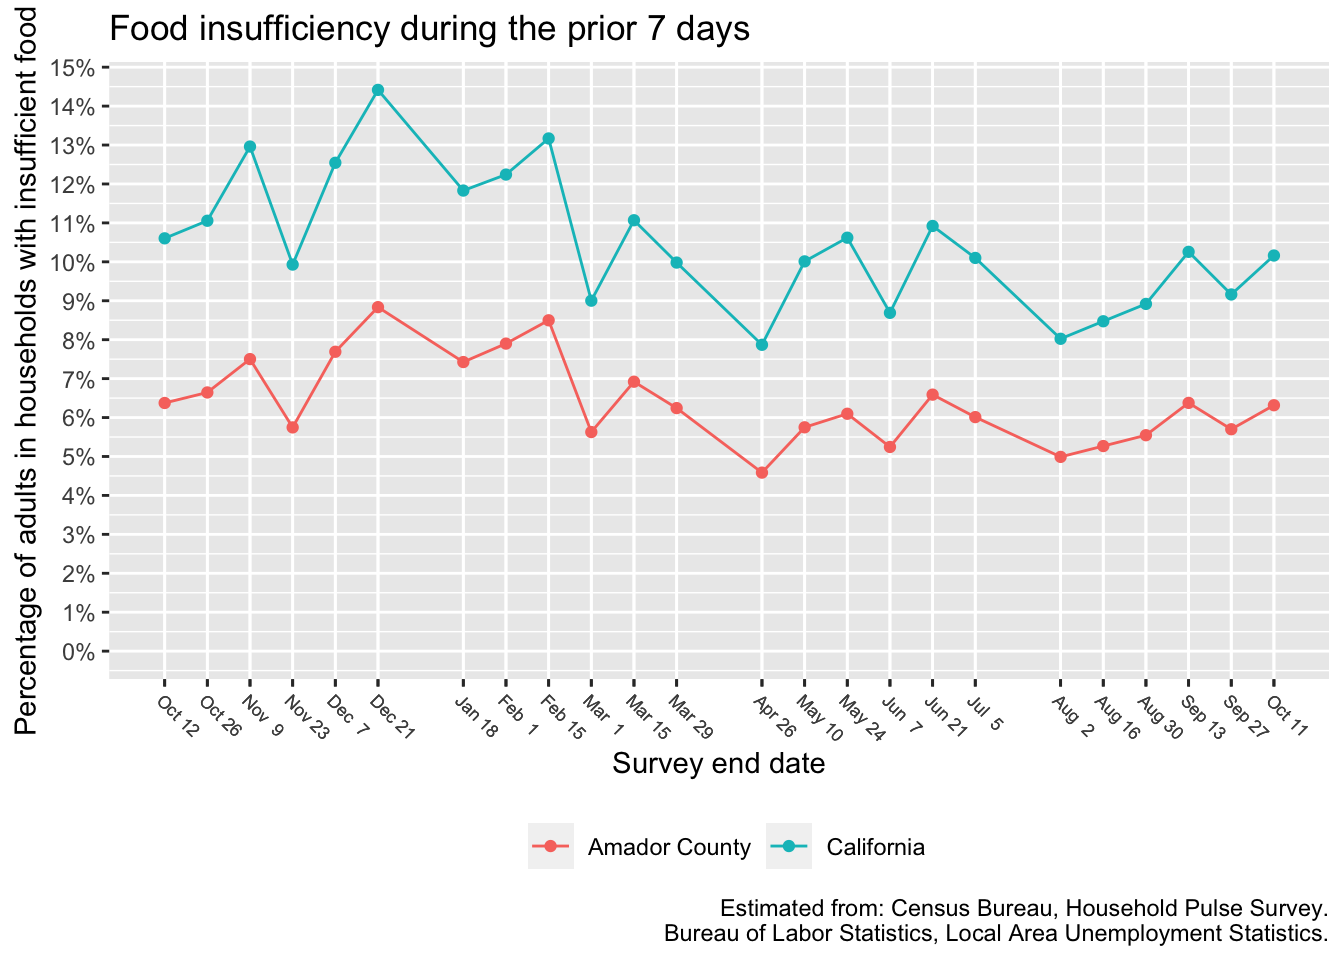 Food insufficiency during the prior 7 days
Percentage of adults in households with insufficient food
15%
14%
13%
12%
11%
10%
9%
8%
7%
6%
5%
4%
3%
2%
1%
0%
Oct 12
Oct 26
Nov 9
Nov 23
Dec 7
Dec 21
Jan 18
Feb 1
Feb 15
Mar 1
Mar 15
Mar 29
Apr 26
May 10
May 24
Jun 7
Jun 21
Jul 5
Aug 2
Aug 16
Aug 30
Sep 13
Sep 27
Oct 11
Survey end date
Amador County
California
Estimated from: Census Bureau, Household Pulse Survey.
Bureau of Labor Statistics, Local Area Unemployment Statistics.